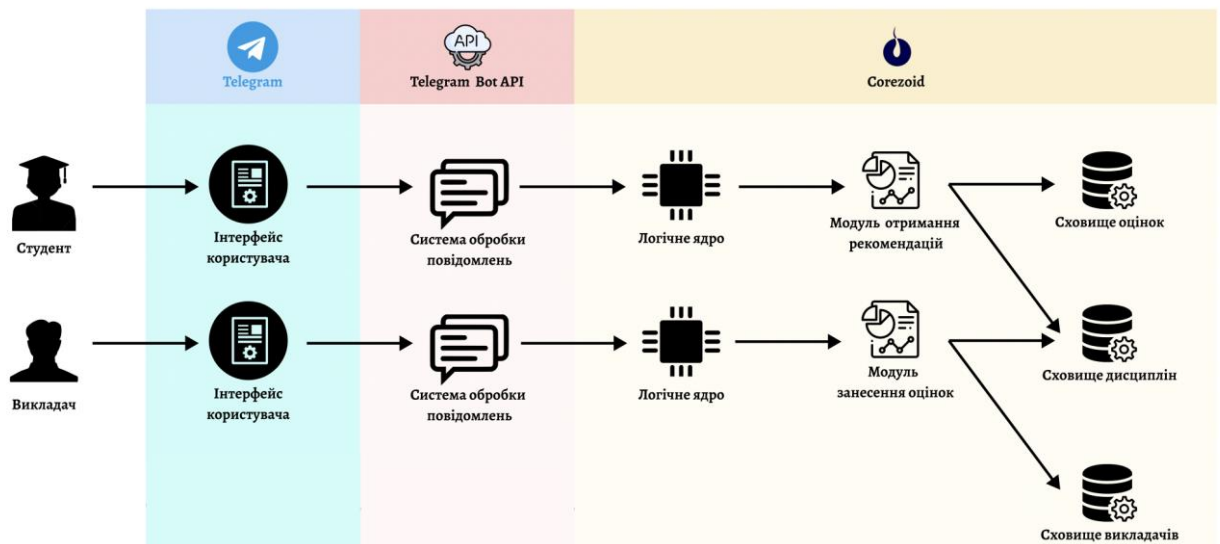 Telegram
API
Telegram Bot API
Corezoid
Студент
Інтерфейс
користувача
Система обробки
повідомлень
Логічне ядро
Модуль отримання
рекомендацій
Сховище оцінок
Викладач
Інтерфейс
користувача
Система обробки
повідомлень
Логічне ядро
Модуль
занесення оцінок
Сховище дисциплін
Сховище викладачів